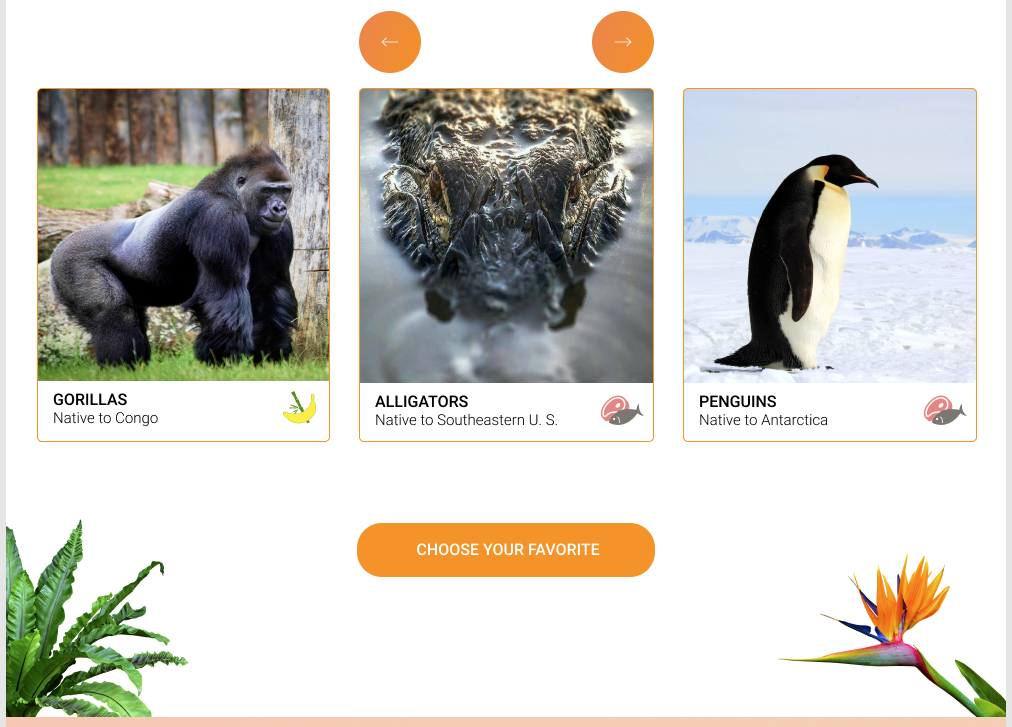 GORILLAS
Native to Congo
ALLIGATORS
Native to Southeastern U. S.
PENGUINS
Native to Antarctica
CHOOSE YOUR FAVORITE